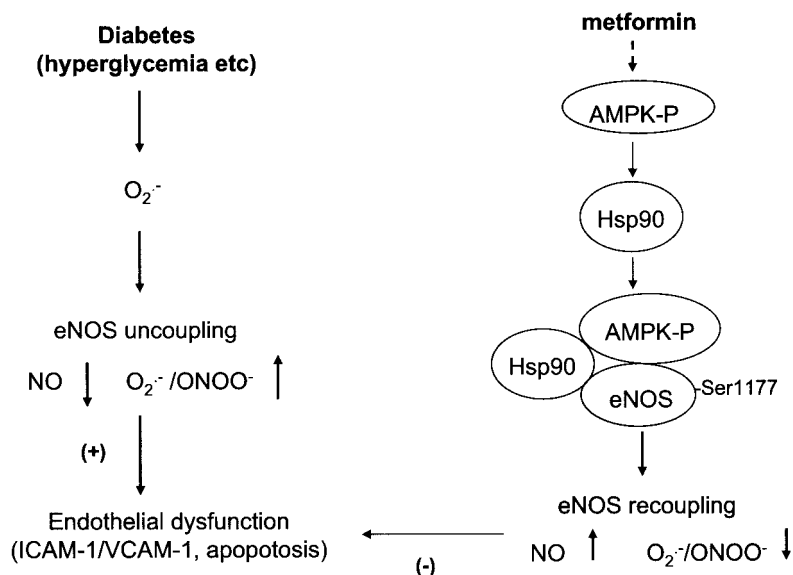 Diabetes
(hyperglycemia etc)
O₂·⁻
eNOS uncoupling
NO O₂·⁻ /ONOO⁻
(+)
Endothelial dysfunction
(ICAM-1/VCAM-1, apopotosis)
metformin
AMPK-P
Hsp90
AMPK-P
Hsp90
eNOS
-Ser1177
eNOS recoupling
NO O₂·⁻/ONOO⁻
(-)